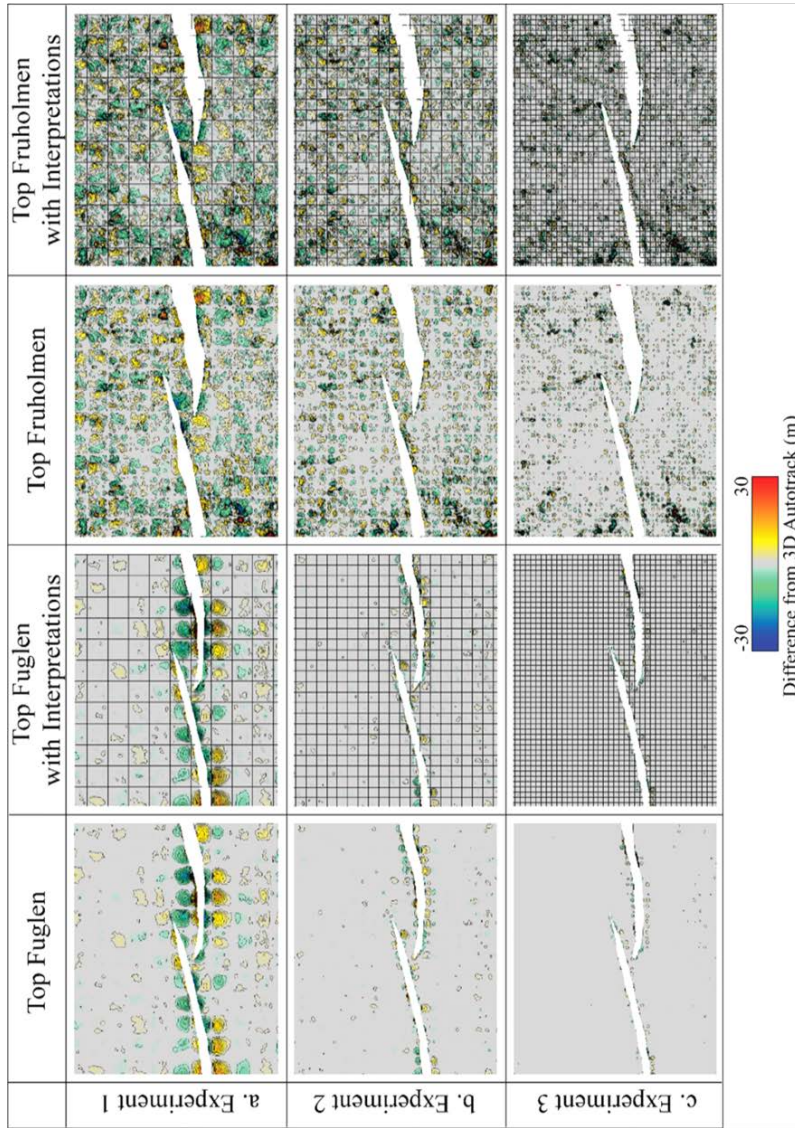 Top Fuglen
Top Fuglen
with Interpretations
Top Fruholmen
Top Fruholmen
with Interpretations
a. Experiment 1
b. Experiment 2
c. Experiment 3
-30
30
Difference from 3D Autotrack (m)